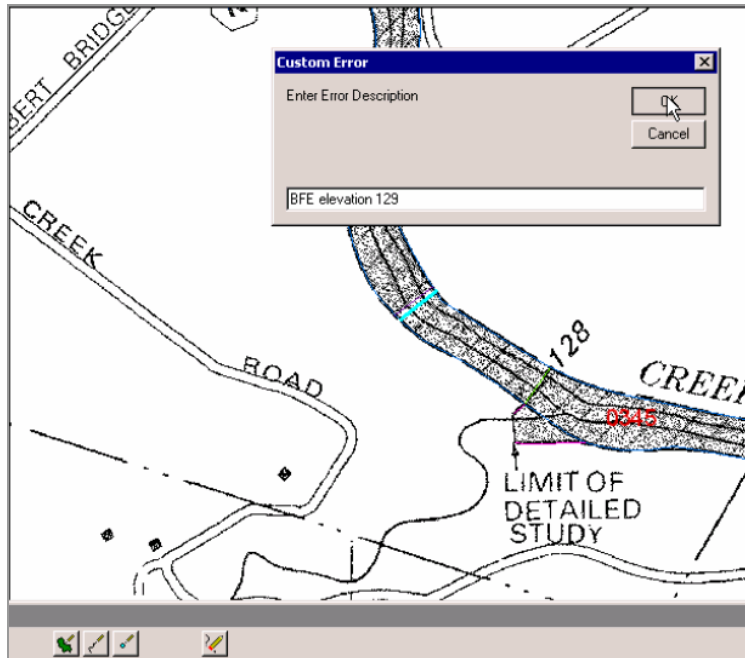 BERT BRIDGE
Custom Error
Enter Error Description
OK
Cancel
BFE elevation 129
CREEK
ROAD
128
CREEK
0345
LIMIT OF
DETAILED
STUDY